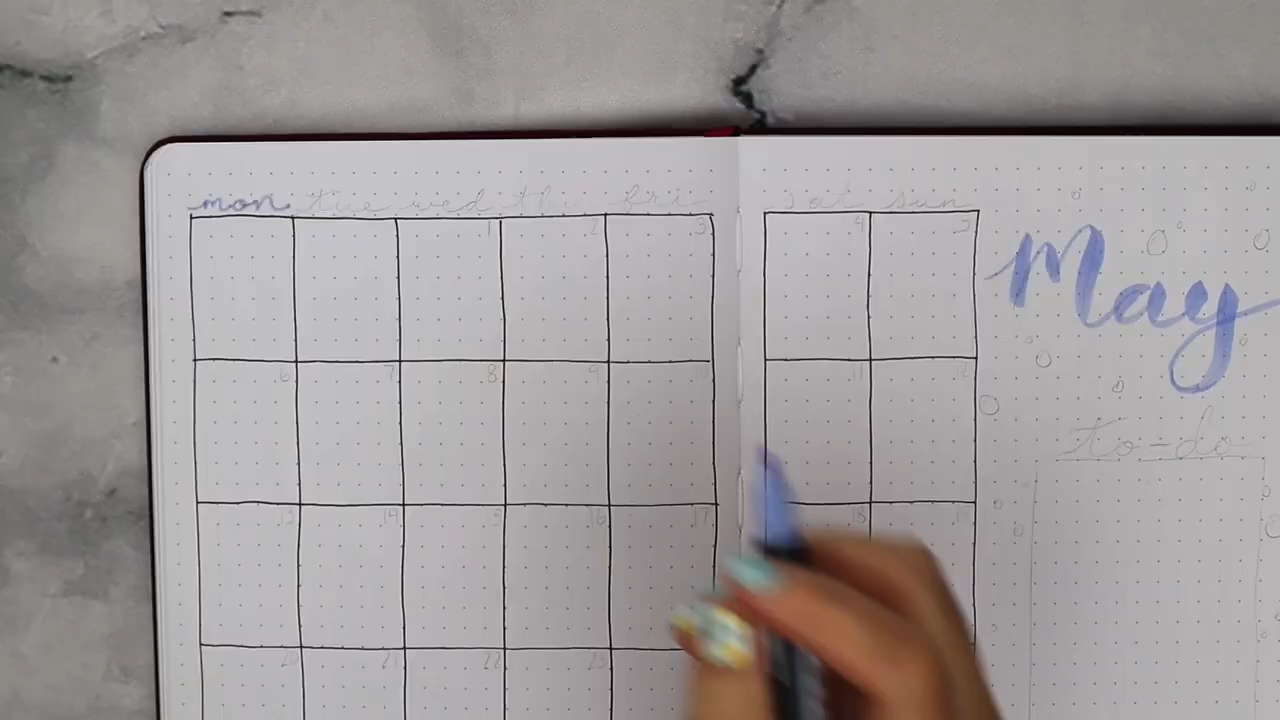 mon tue wed thu fri sat sun
1 2 3 4 5
May
6 7 8 9 10 11 12
to-do
13 14 15 16 17 18 19
20 21 22 23